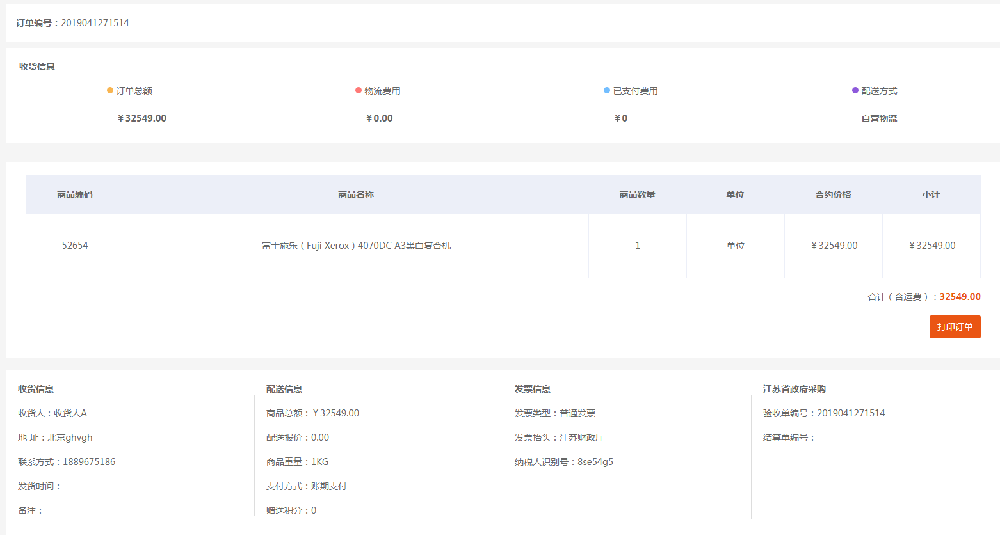 订单编号：2019041271514
收货信息
订单总额 物流费用 已支付费用 配送方式
￥32549.00 ￥0.00 ￥0 自营物流
商品编码 商品名称 商品数量 单位 合约价格 小计
52654 富士施乐（Fuji Xerox）4070DC A3黑白复合机 1 单位 ￥32549.00 ￥32549.00
合计（含运费）：32549.00
打印订单
收货信息
收货人：收货人A
地 址：北京ghvgh
联系方式：1889675186
发货时间：
备注：
配送信息
商品总额：￥32549.00
配送报价：0.00
商品重量：1KG
支付方式：账期支付
赠送积分：0
发票信息
发票类型：普通发票
发票抬头：江苏财政厅
纳税人识别号：8se54g5
江苏省政府采购
验收单编号：2019041271514
结算单编号：